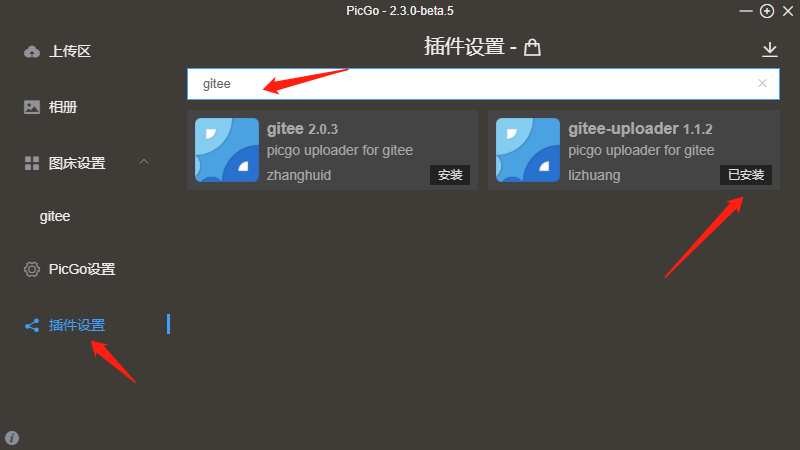 PicGo - 2.3.0-beta.5
上传区
相册
图床设置
gitee
PicGo设置
插件设置
插件设置 -
gitee
gitee 2.0.3
picgo uploader for gitee
zhanghuid
安装
gitee-uploader 1.1.2
picgo uploader for gitee
lizhuang
已安装